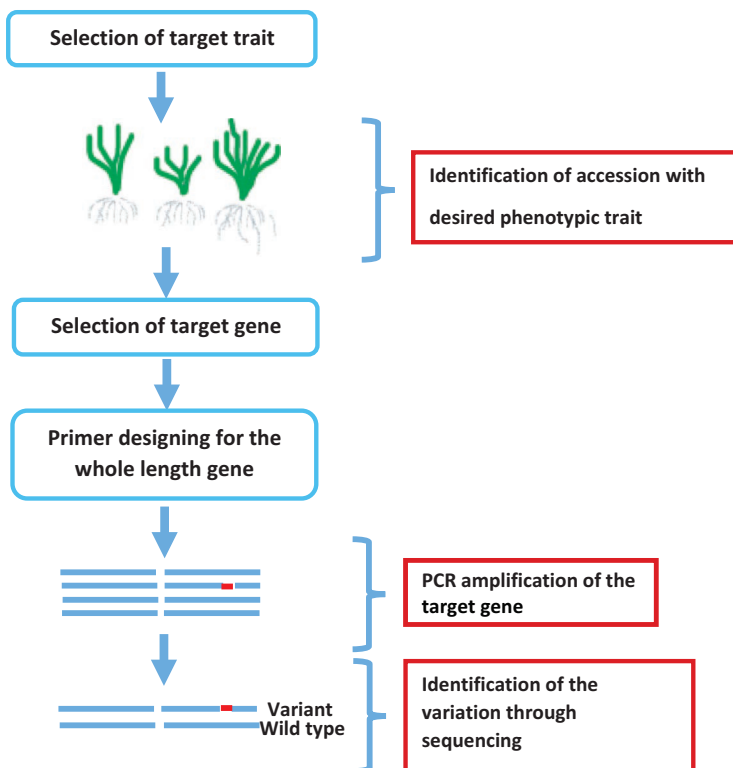 Selection of target trait
Identification of accession with
desired phenotypic trait
Selection of target gene
Primer designing for the
whole length gene
PCR amplification of the
target gene
Variant
Wild type
Identification of the
variation through
sequencing